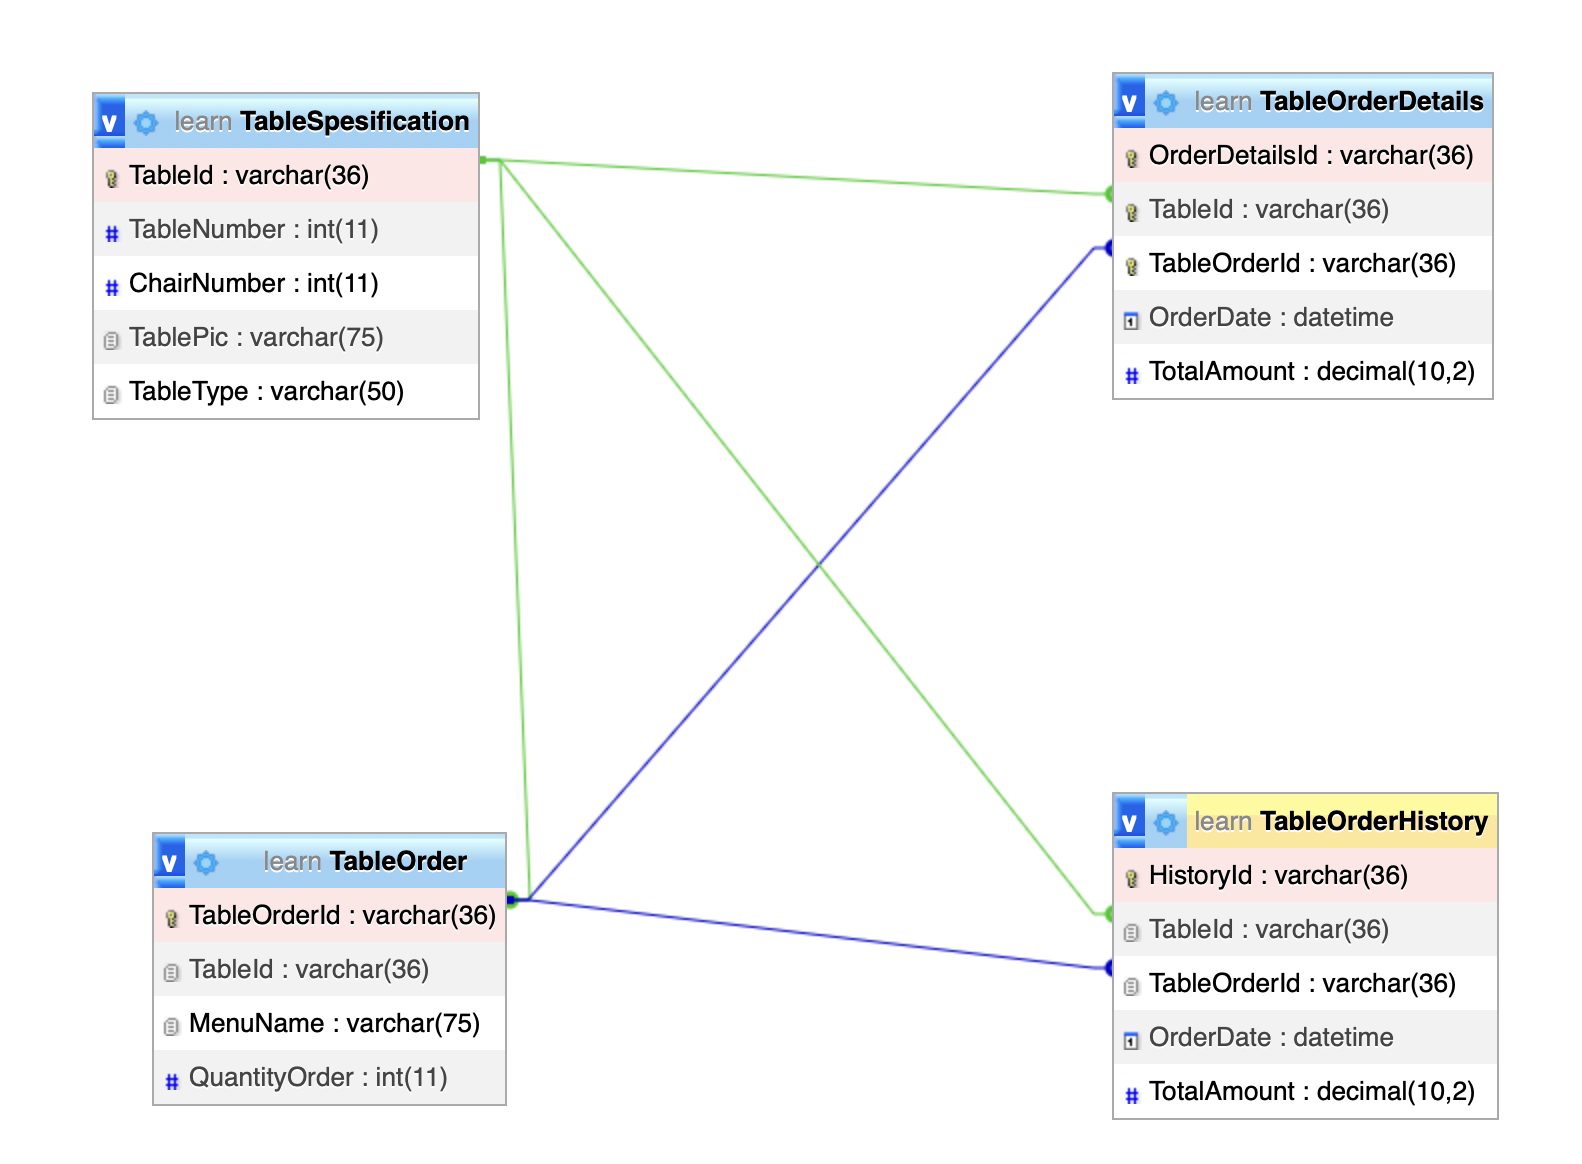 v learn TableSpesification
TableId : varchar(36)
# TableNumber : int(11)
# ChairNumber : int(11)
TablePic : varchar(75)
TableType : varchar(50)
v learn TableOrderDetails
OrderDetailsId : varchar(36)
TableId : varchar(36)
TableOrderId : varchar(36)
1 OrderDate : datetime
# TotalAmount : decimal(10,2)
v learn TableOrder
TableOrderId : varchar(36)
TableId : varchar(36)
MenuName : varchar(75)
# QuantityOrder : int(11)
v learn TableOrderHistory
HistoryId : varchar(36)
TableId : varchar(36)
TableOrderId : varchar(36)
1 OrderDate : datetime
# TotalAmount : decimal(10,2)